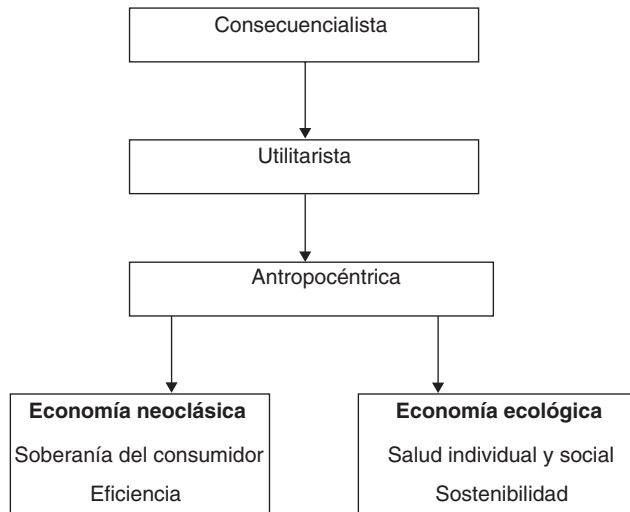 Consecuencialista
Utilitarista
Antropocéntrica
Economía neoclásica
Soberanía del consumidor
Eficiencia
Economía ecológica
Salud individual y social
Sostenibilidad